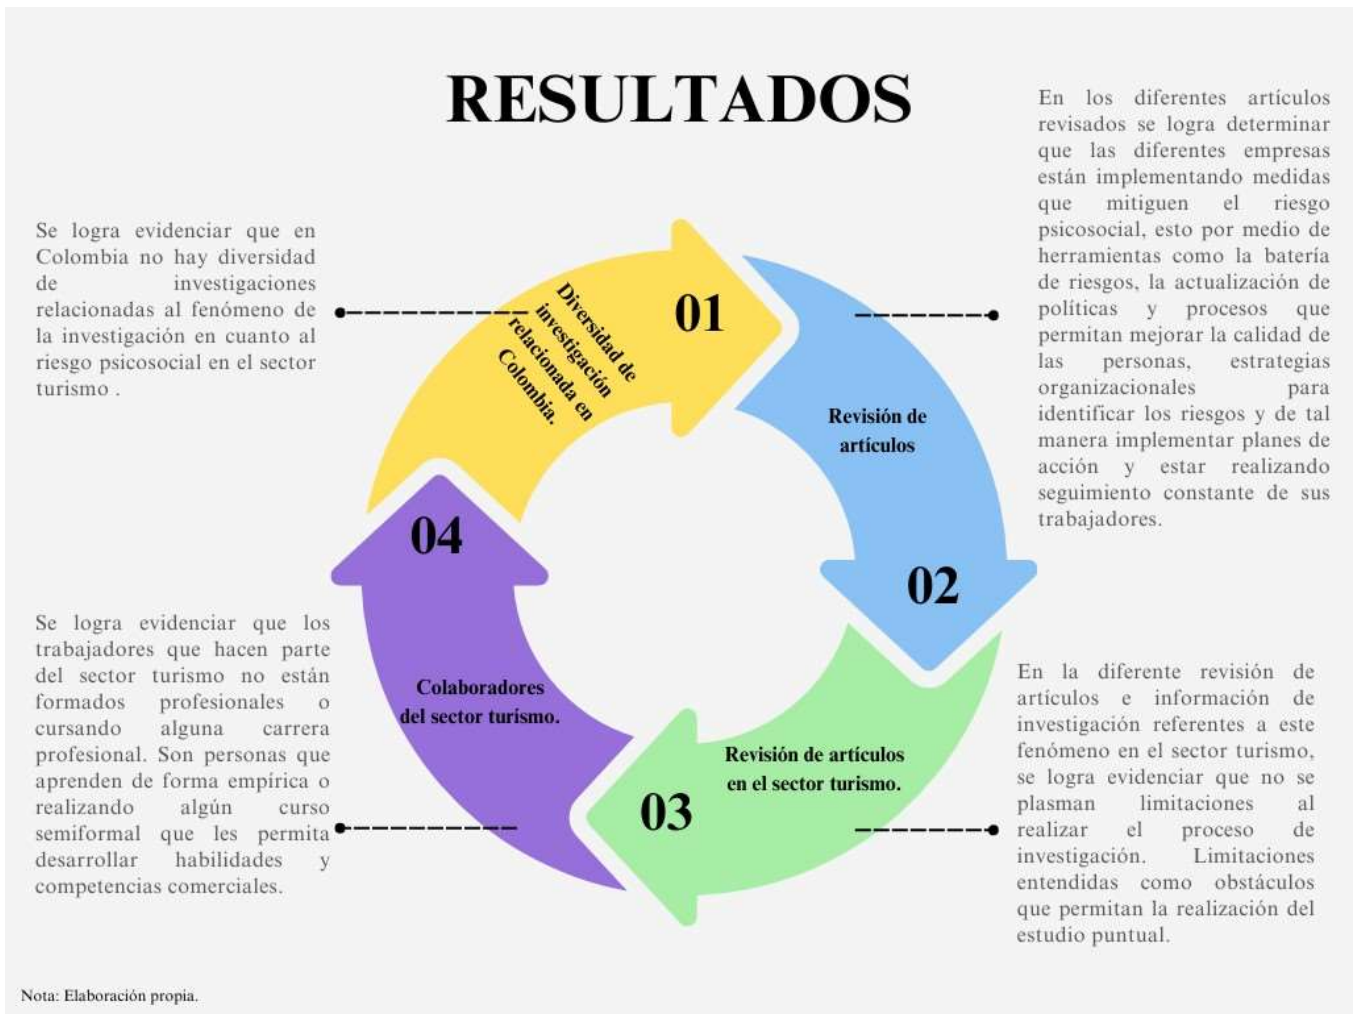 RESULTADOS
Se logra evidenciar que en
Colombia no hay diversidad
de investigaciones
relacionadas al fenómeno de
la investigación en cuanto al
riesgo psicosocial en el sector
turismo .
Diversidad de
investigación
relacionada en
Colombia.
01
En los diferentes artículos
revisados se logra determinar
que las diferentes empresas
están implementando medidas
que mitiguen el riesgo
psicosocial, esto por medio de
herramientas como la batería
de riesgos, la actualización de
políticas y procesos que
permitan mejorar la calidad de
las personas, estrategias
organizacionales para
identificar los riesgos y de tal
manera implementar planes de
acción y estar realizando
seguimiento constante de sus
trabajadores.
Revisión de
artículos
02
En la diferente revisión de
artículos e información de
investigación referentes a este
fenómeno en el sector turismo,
se logra evidenciar que no se
plasman limitaciones al
realizar el proceso de
investigación. Limitaciones
entendidas como obstáculos
que permitan la realización del
estudio puntual.
Revisión de artículos
en el sector turismo.
03
04
Colaboradores
del sector turísmo.
Se logra evidenciar que los
trabajadores que hacen parte
del sector turismo no están
formados profesionales o
cursando alguna carrera
profesional. Son personas que
aprenden de forma empírica o
realizando algún curso
semiformal que les permita
desarrollar habilidades y
competencias comerciales.
Nota: Elaboración propia.